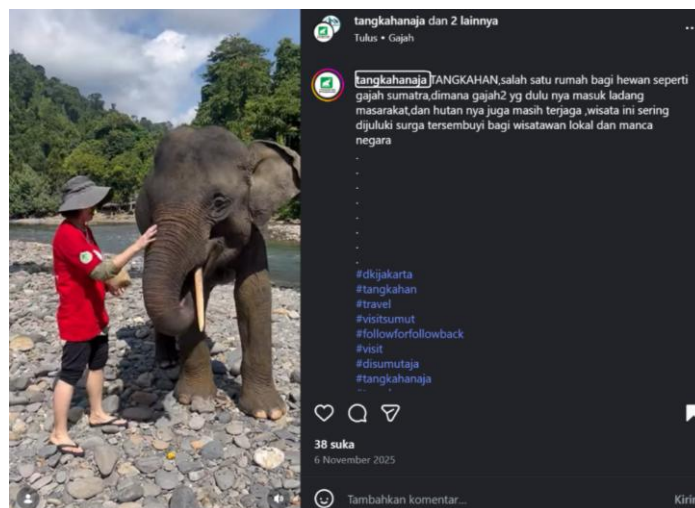 tangkahanaja dan 2 lainnya
Tulus • Gajah
tangkahanaja TANGKAHAN,salah satu rumah bagi hewan seperti
gajah sumatra,dimana gajah2 yg dulu nya masuk ladang
masarakat,dan hutan nya juga masih terjaga ,wisata ini sering
dijuluki surga tersembuyi bagi wisatawan lokal dan manca
negara
.
.
.
.
.
.
.
.
#dkijakarta
#tangkahan
#travel
#visitsumut
#followforfollowback
#visit
#disumutaja
#tangkahanaja
38 suka
6 November 2025
Tambahkan komentar...